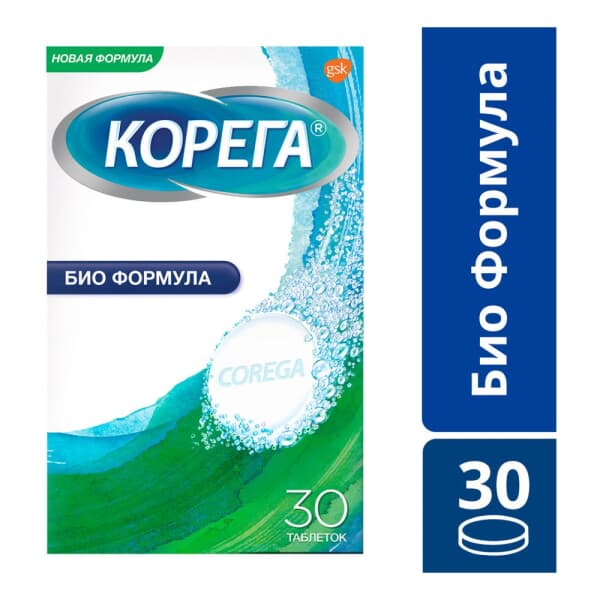 НОВАЯ ФОРМУЛА
gsk
КОРЕГА®
БИО ФОРМУЛА
COREGA
30
ТАБЛЕТОК
Био Формула
30